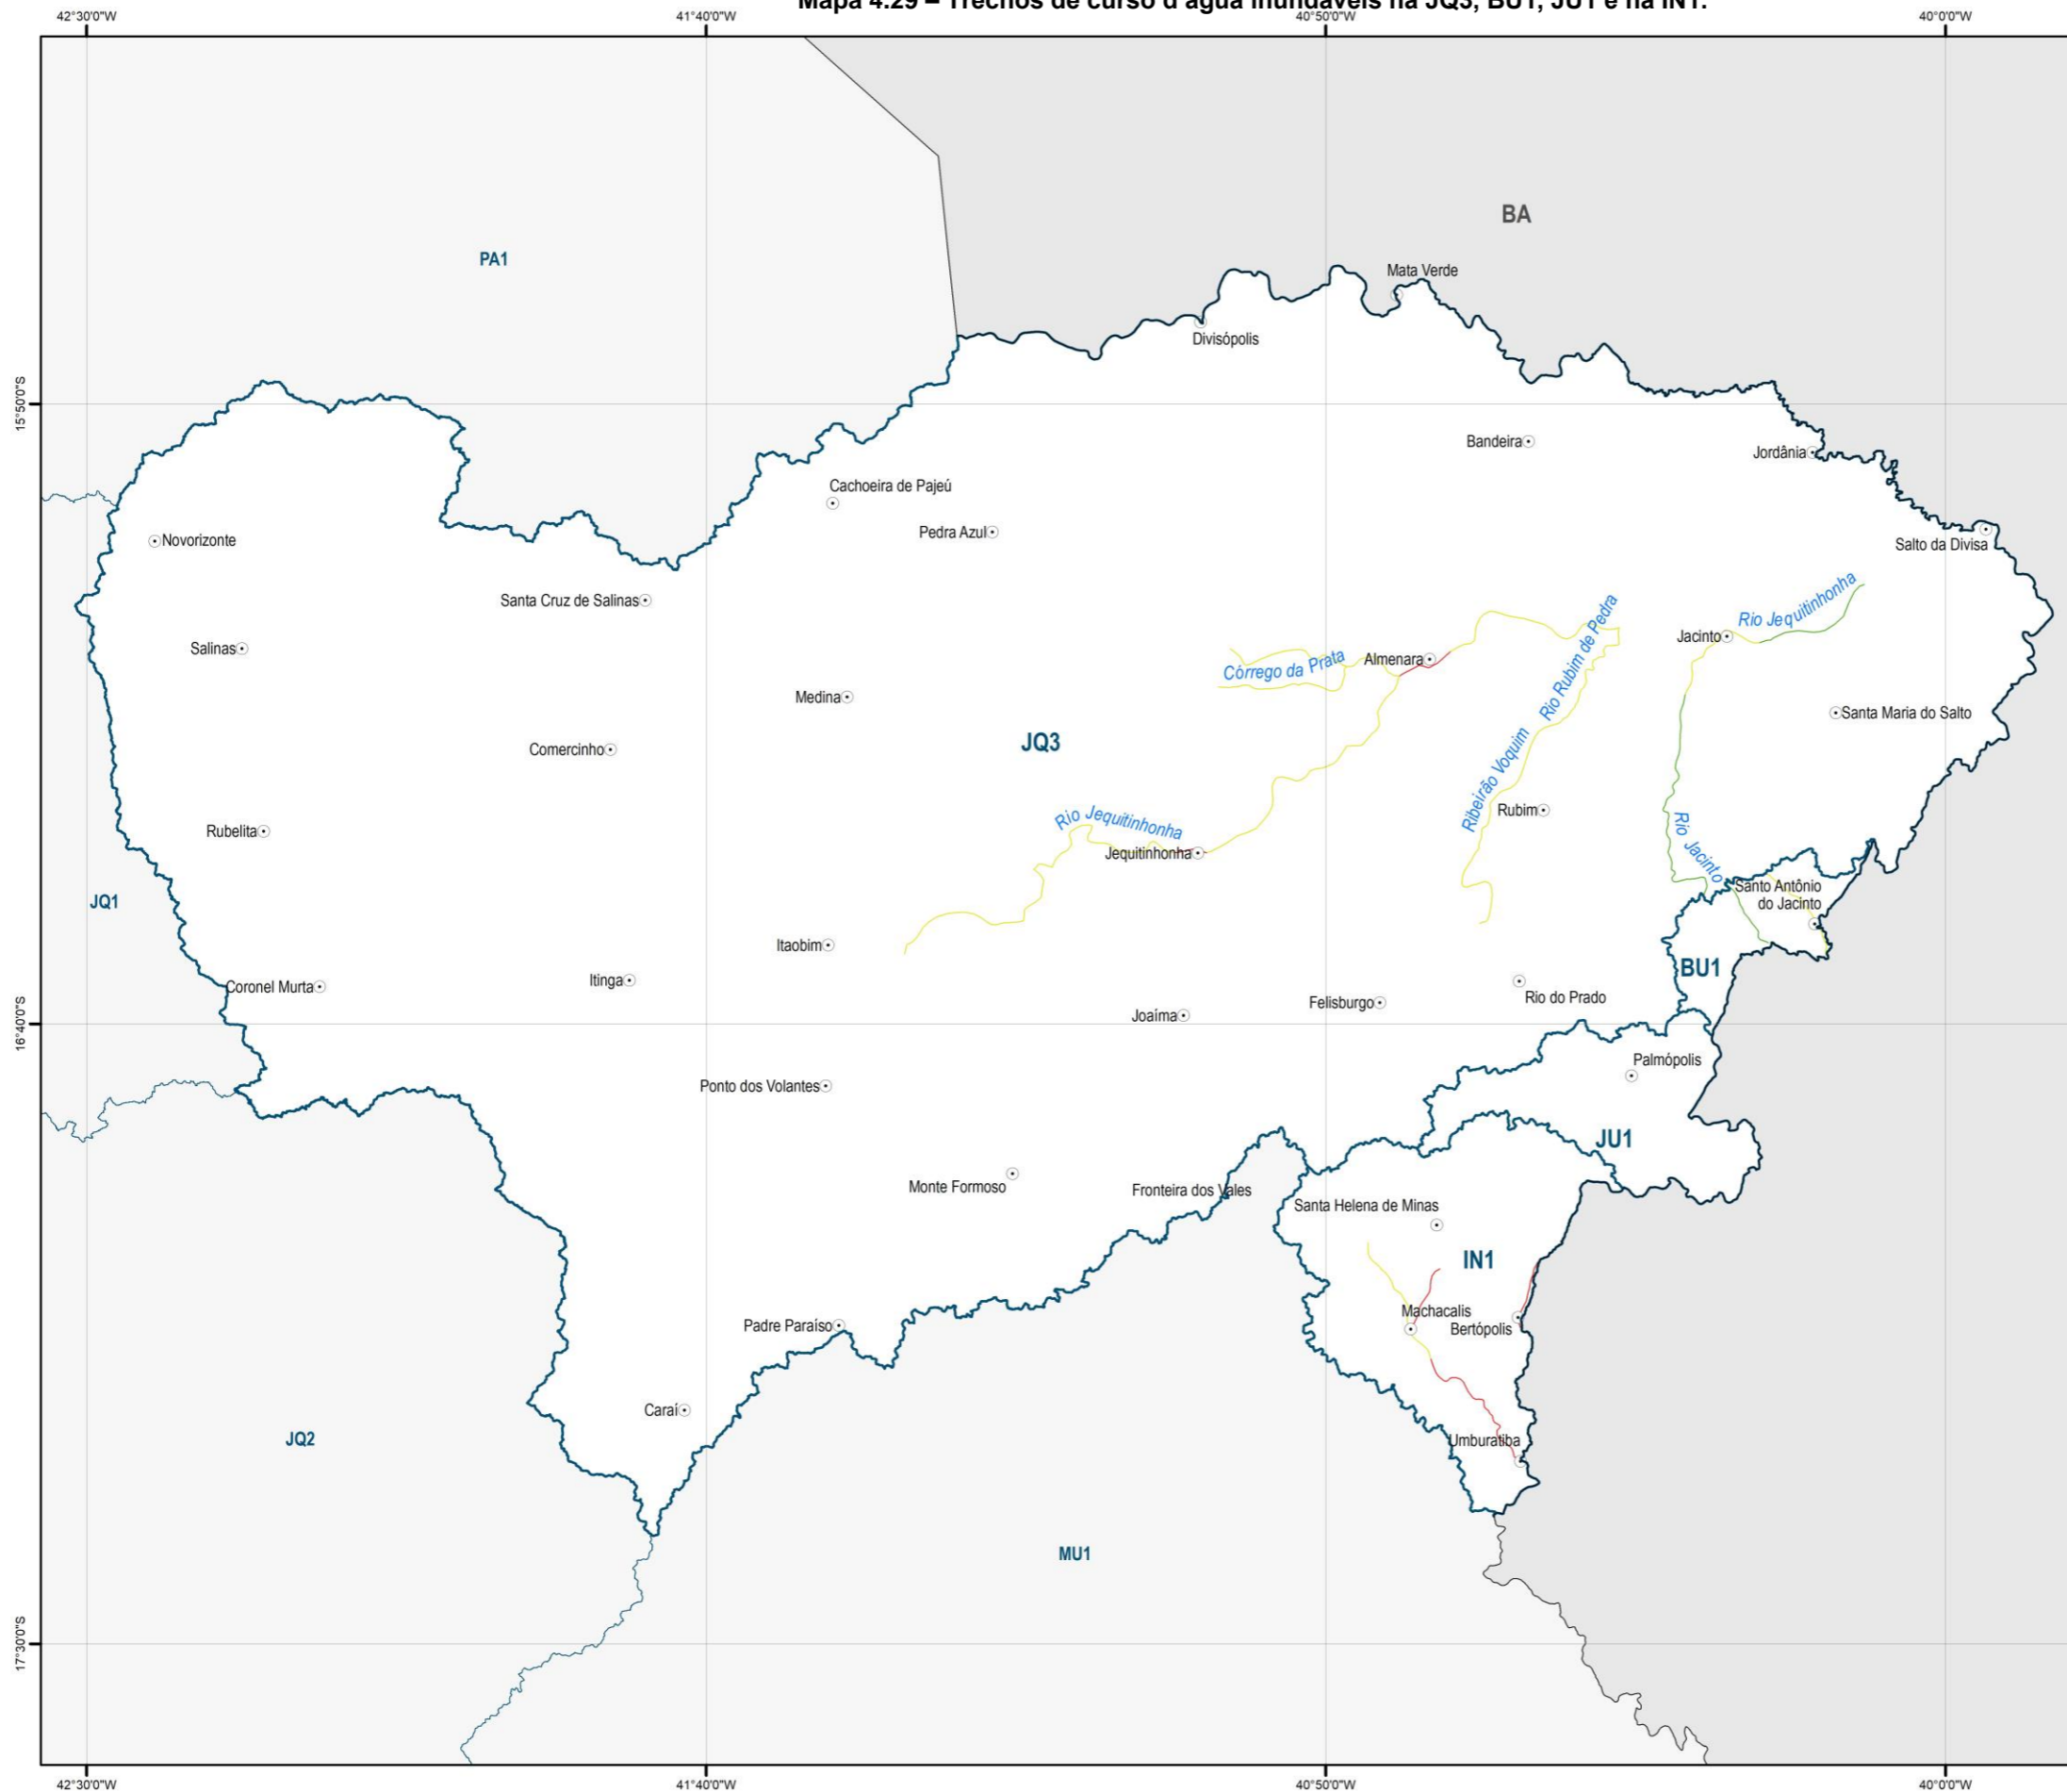 Mapa 4.29 – Trechos de curso d'água inundáveis na JQ3, BU1, JU1 e na IN1.
42°30'0"W
41°40'0"W
40°50'0"W
40°0'0"W
BA
PA1
Mata Verde
Divisópolis
15°50'0"S
Bandeira
Jordânia
Cachoeira de Pajeú
Pedra Azul
Novorizonte
Salto da Divisa
Santa Cruz de Salinas
Rio Jequitinhonha
Rio Rubim de Pedra
Jacinto
Salinas
Almenara
Córrego da Prata
Medina
Santa Maria do Salto
JQ3
Comercinho
Ribeirão Voquim
Rubim
Rio Jequitinhonha
Rubelita
Jequitinhonha
Rio Jacinto
Santo Antônio
do Jacinto
JQ1
Itaobim
BU1
Itinga
Coronel Murta
Rio do Prado
Felisburgo
Joaíma
16°40'0"S
Palmópolis
Ponto dos Volantes
JU1
Monte Formoso
Fronteira dos Vales
Santa Helena de Minas
IN1
Machacalis
Bertópolis
Padre Paraíso
Caraí
JQ2
Umburatiba
MU1
17°30'0"S
42°30'0"W
41°40'0"W
40°50'0"W
40°0'0"W